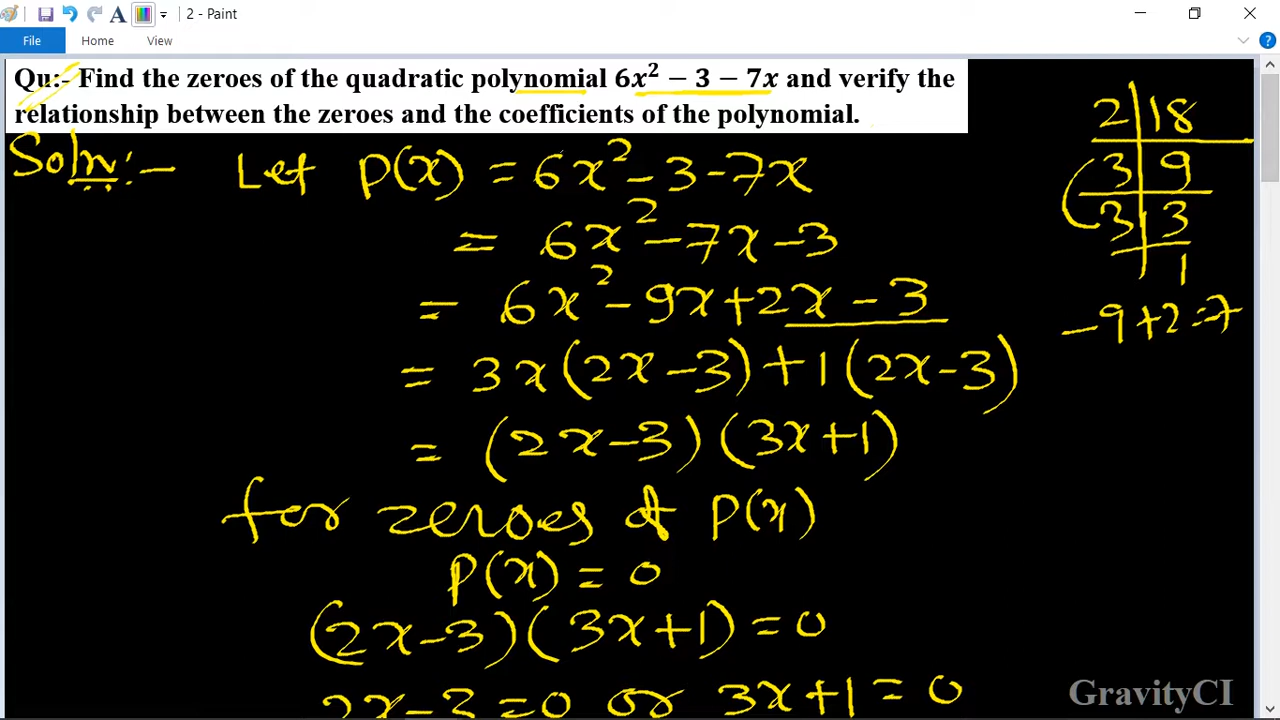 2 - Paint
File Home View
Qu:- Find the zeroes of the quadratic polynomial 6x² − 3 − 7x and verify the
relationship between the zeroes and the coefficients of the polynomial.
Soln:- Let P(x) = 6x² - 3 - 7x
= 6x² - 7x - 3
= 6x² - 9x + 2x - 3
= 3x(2x-3) + 1(2x-3)
= (2x-3)(3x+1)
for zeroes of P(x)
P(x) = 0
(2x-3)(3x+1) = 0
2x-3 = 0 or 3x+1 = 0
2 | 18
3 | 9
3 | 3
1
-9+2=7
GravityCI